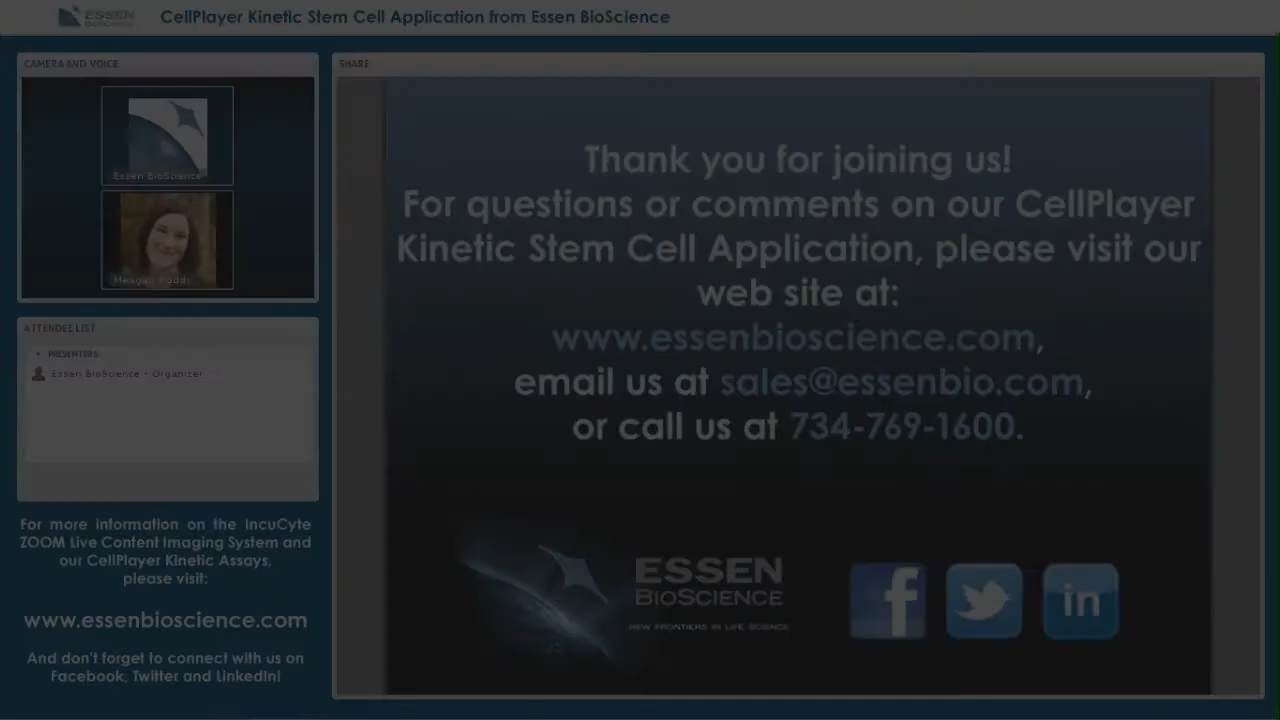 ESSEN
BIOSCIENCE
CellPlayer Kinetic Stem Cell Application from Essen BioScience
CAMERA AND VOICE
Essen BioScience
Meagan
ATTENDEE LIST
PRESENTERS
Essen BioScience - Organizer
For more information on the IncuCyte
ZOOM Live Content Imaging System and
our CellPlayer Kinetic Assays,
please visit:
www.essenbioscience.com
And don't forget to connect with us on
Facebook, Twitter and LinkedIn!
SHARE
Thank you for joining us!
For questions or comments on our CellPlayer
Kinetic Stem Cell Application, please visit our
web site at:
www.essenbioscience.com,
email us at sales@essenbio.com,
or call us at 734-769-1600.
ESSEN
BIOSCIENCE
NEW FRONTIERS IN LIFE SCIENCE
f
in